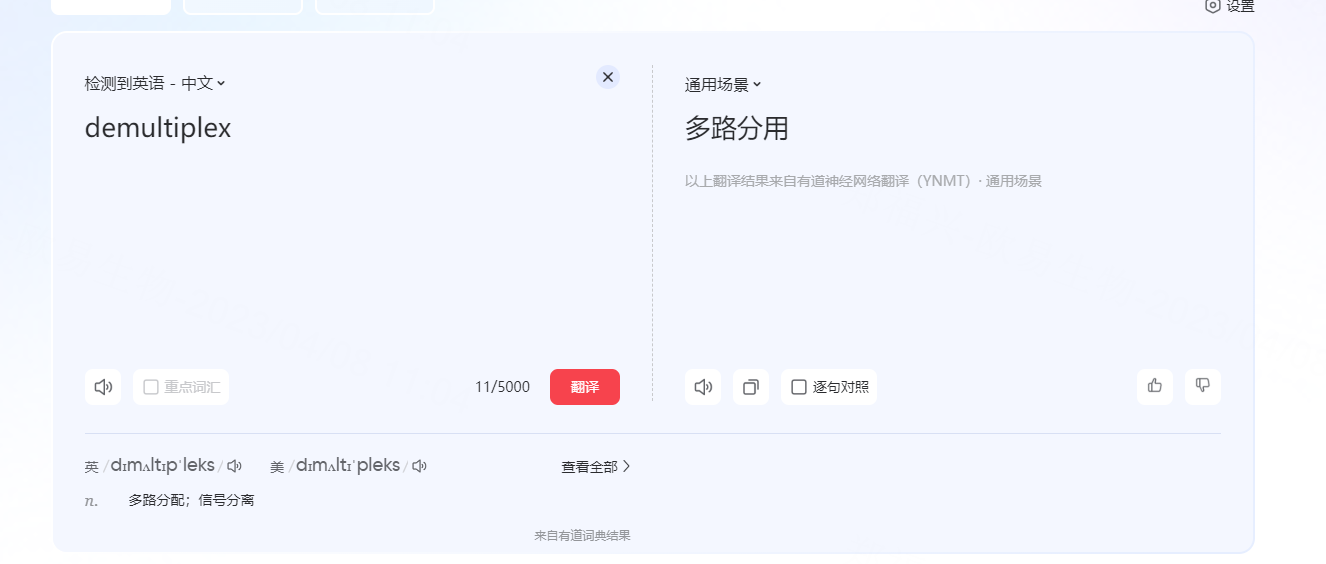 设置
检测到英语 - 中文
demultiplex
通用场景
多路分用
以上翻译结果来自有道神经网络翻译（YNMT）· 通用场景
重点词汇
11/5000
翻译
逐句对照
英 /dɪmʌltɪp'leks/
美 /dɪmʌltɪˈpleks/
查看全部
n. 多路分配；信号分离
来自有道词典结果